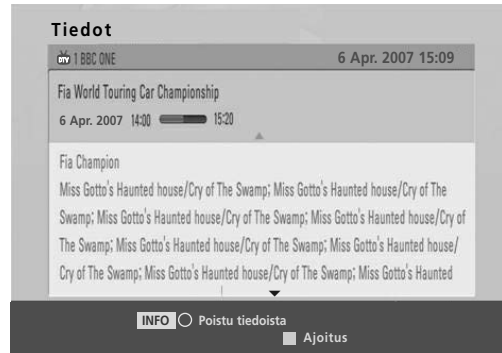 Tiedot
DTV 1 BBC ONE 6 Apr. 2007 15:09
Fia World Touring Car Championship
6 Apr. 2007 14:00 15:20
Fia Champion
Miss Gotto's Haunted house/Cry of The Swamp; Miss Gotto's Haunted house/Cry of The
Swamp; Miss Gotto's Haunted house/Cry of The Swamp; Miss Gotto's Haunted house/Cry of
The Swamp; Miss Gotto's Haunted house/Cry of The Swamp; Miss Gotto's Haunted house/
Cry of The Swamp; Miss Gotto's Haunted house/Cry of The Swamp; Miss Gotto's Haunted
INFO Poistu tiedoista
Ajoitus